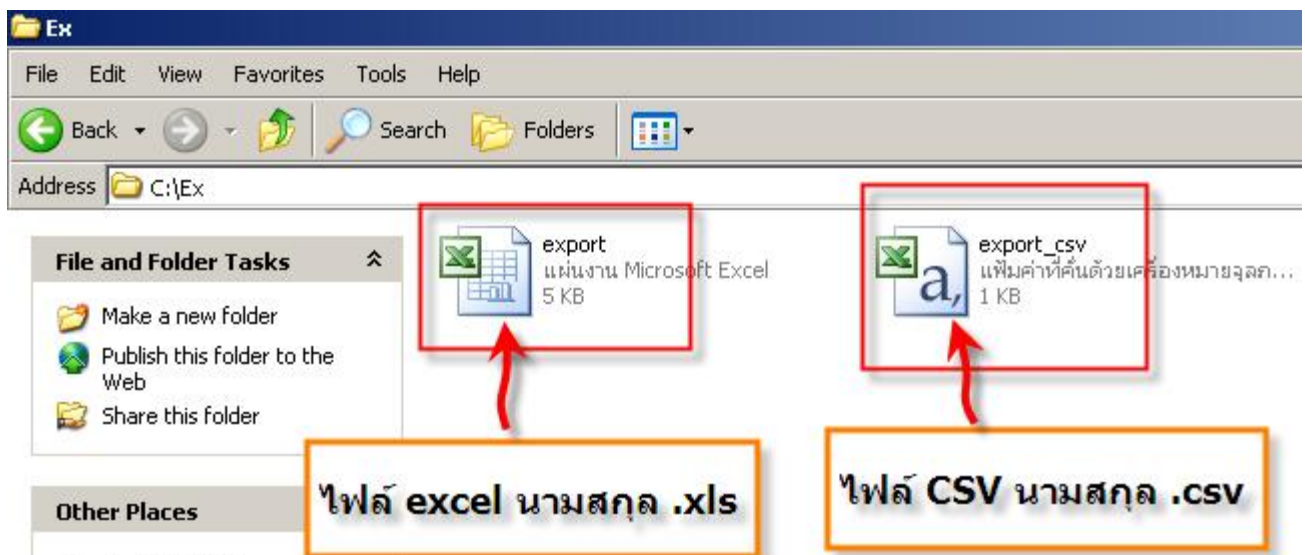 Ex
File Edit View Favorites Tools Help
Back Search Folders
Address C:\Ex
File and Folder Tasks
Make a new folder
Publish this folder to the
Web
Share this folder
Other Places
export
แผ่นงาน Microsoft Excel
5 KB
export_csv
แฟ้มค่าที่คั่นด้วยเครื่องหมายจุลภ...
1 KB
ไฟล์ excel นามสกุล .xls
ไฟล์ CSV นามสกุล .csv